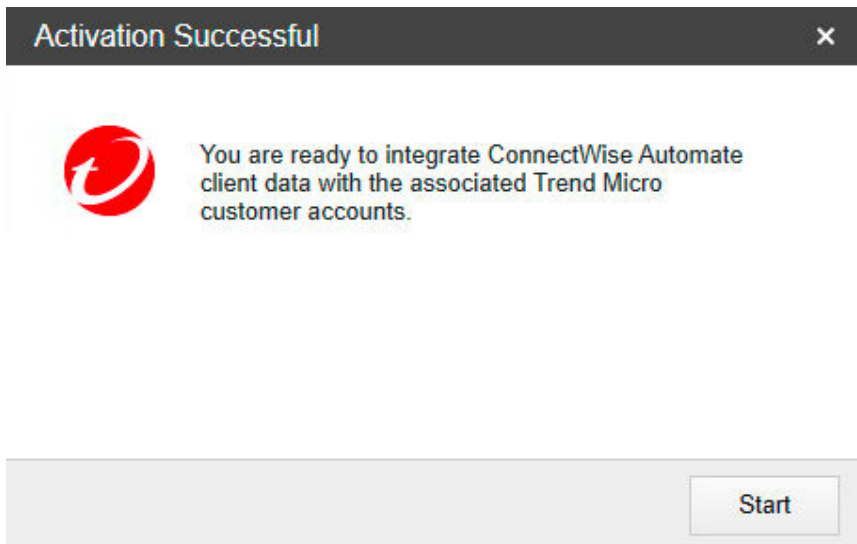 Activation Successful
You are ready to integrate ConnectWise Automate
client data with the associated Trend Micro
customer accounts.
Start